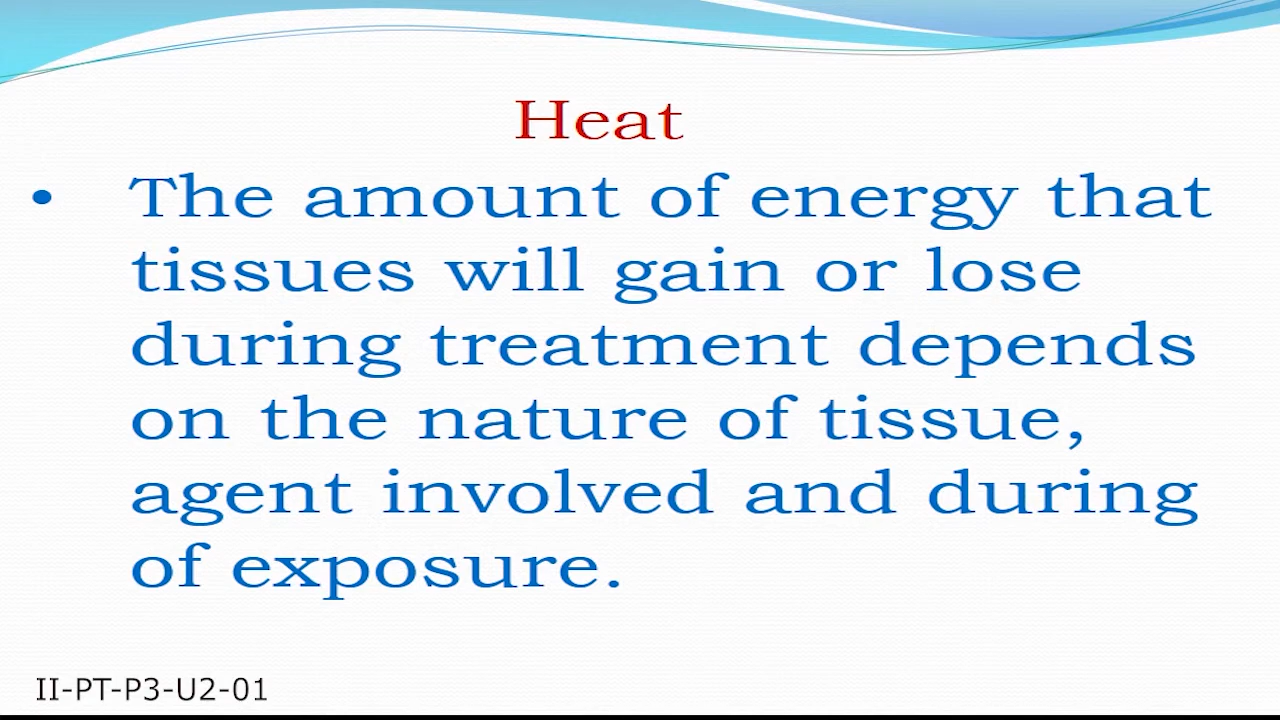 Heat
• The amount of energy that
tissues will gain or lose
during treatment depends
on the nature of tissue,
agent involved and during
of exposure.
II-PT-P3-U2-01